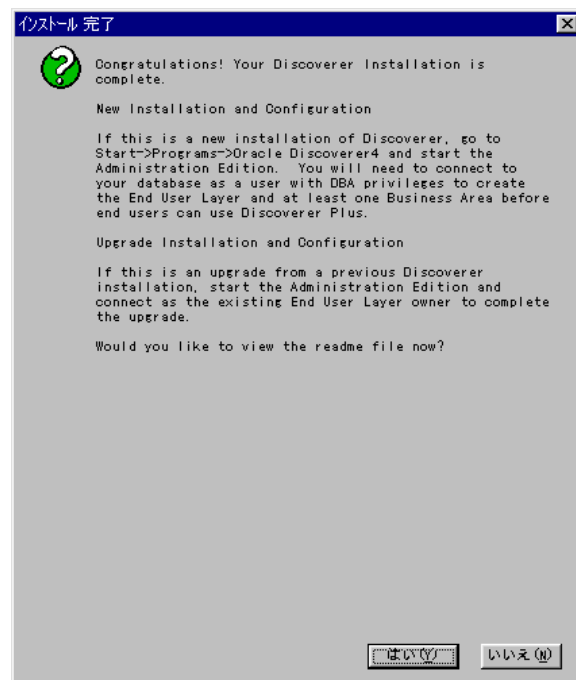 インストール 完了
Congratulations! Your Discoverer Installation is
complete.
New Installation and Configuration
If this is a new installation of Discoverer, go to
Start->Programs->Oracle Discoverer4 and start the
Administration Edition. You will need to connect to
your database as a user with DBA privileges to create
the End User Layer and at least one Business Area before
end users can use Discoverer Plus.
Upgrade Installation and Configuration
If this is an upgrade from a previous Discoverer
installation, start the Administration Edition and
connect as the existing End User Layer owner to complete
the upgrade.
Would you like to view the readme file now?
はい(Y) いいえ(N)